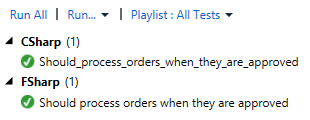 Run All | Run... | Playlist : All Tests
CSharp (1)
Should_process_orders_when_they_are_approved
FSharp (1)
Should process orders when they are approved